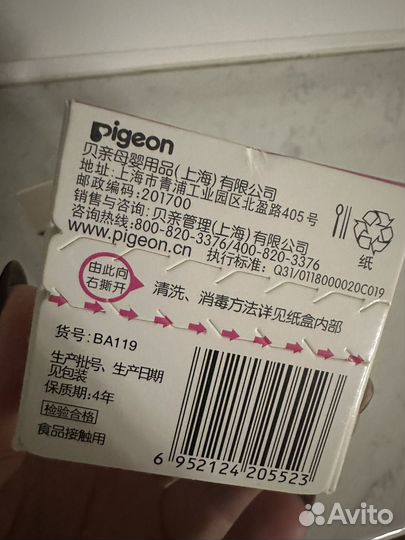 Pigeon
贝亲母婴用品(上海)有限公司
地址:上海市青浦工业园区北盈路405号
邮政编码:201700
销售与咨询:贝亲管理(上海)有限公司
咨询热线:800-820-3376/400-820-3376
www.pigeon.cn
执行标准:Q31/0118000020C019
纸
由此向
右撕开
清洗、消毒方法详见纸盒内部
货号:BA119
生产批号、生产日期
见包装
保质期:4年
检验合格
食品接触用
6 952124 205523
Avito